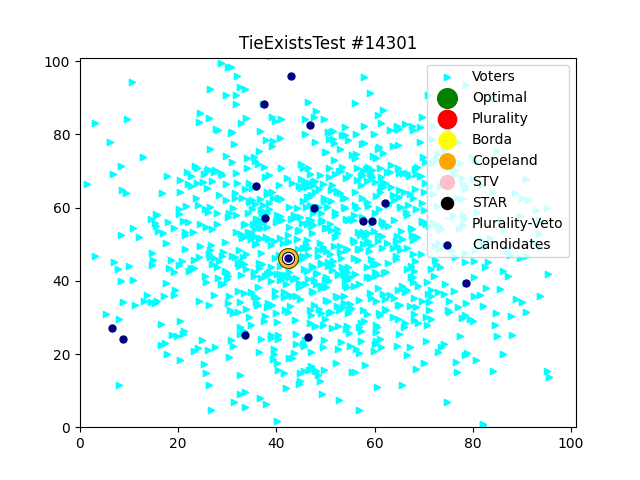 TieExistsTest #14301
Voters
Optimal
Plurality
Borda
Copeland
STV
STAR
Plurality-Veto
Candidates
100
80
60
40
20
0
0 20 40 60 80 100